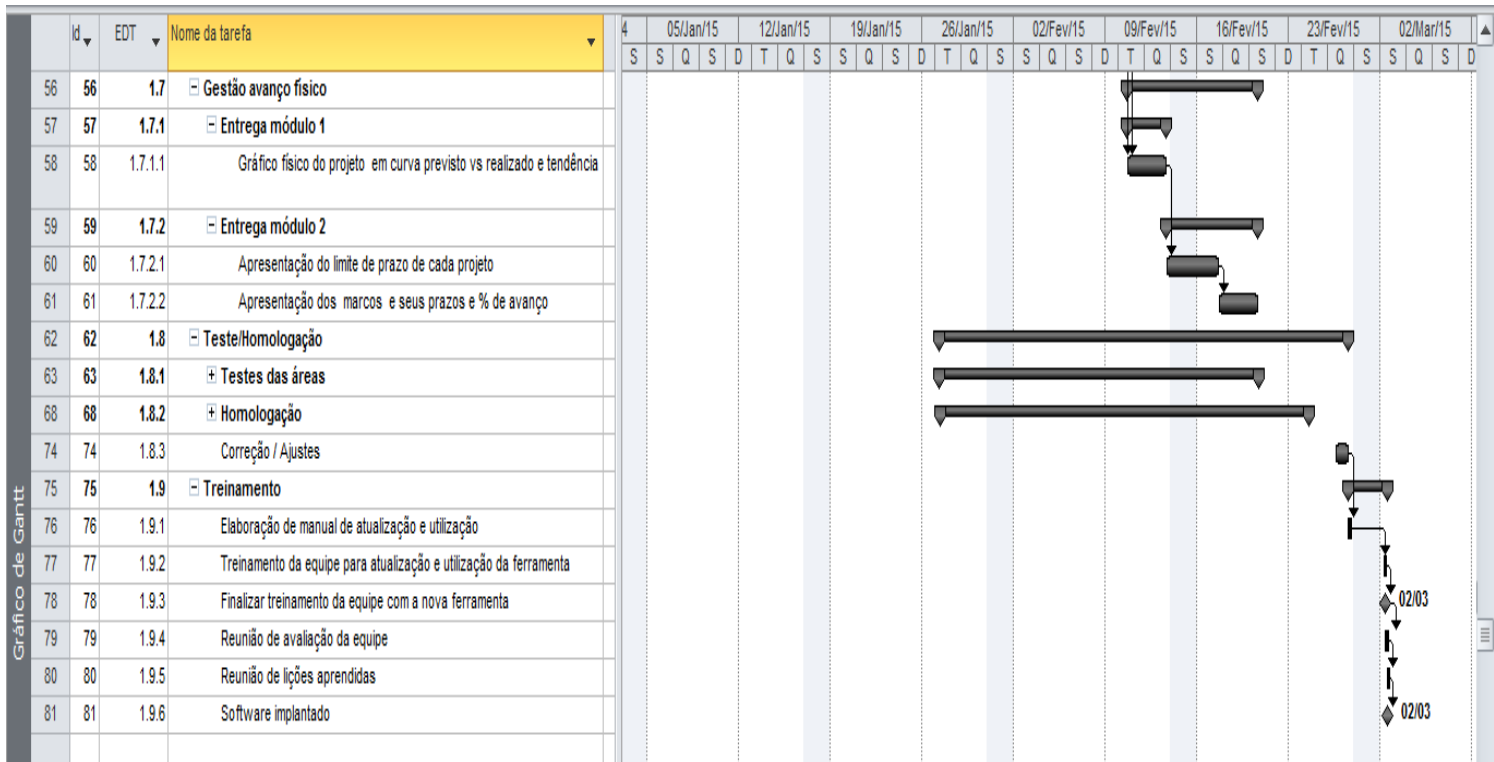 Id EDT Nome da tarefa 4 05/Jan/15 12/Jan/15 19/Jan/15 26/Jan/15 02/Fev/15 09/Fev/15 16/Fev/15 23/Fev/15 02/Mar/15
S S Q S D T Q S S Q S D T Q S S Q S D T Q S S Q S D T Q S S Q S D
56 56 1.7 Gestão avanço físico
57 57 1.7.1 Entrega módulo 1
58 58 1.7.1.1 Gráfico físico do projeto em curva previsto vs realizado e tendência
59 59 1.7.2 Entrega módulo 2
60 60 1.7.2.1 Apresentação do limite de prazo de cada projeto
61 61 1.7.2.2 Apresentação dos marcos e seus prazos e % de avanço
62 62 1.8 Teste/Homologação
63 63 1.8.1 Testes das áreas
68 68 1.8.2 Homologação
74 74 1.8.3 Correção / Ajustes
75 75 1.9 Treinamento
76 76 1.9.1 Elaboração de manual de atualização e utilização
77 77 1.9.2 Treinamento da equipe para atualização e utilização da ferramenta
78 78 1.9.3 Finalizar treinamento da equipe com a nova ferramenta 02/03
79 79 1.9.4 Reunião de avaliação da equipe
80 80 1.9.5 Reunião de lições aprendidas
81 81 1.9.6 Software implantado 02/03
Gráfico de Gantt